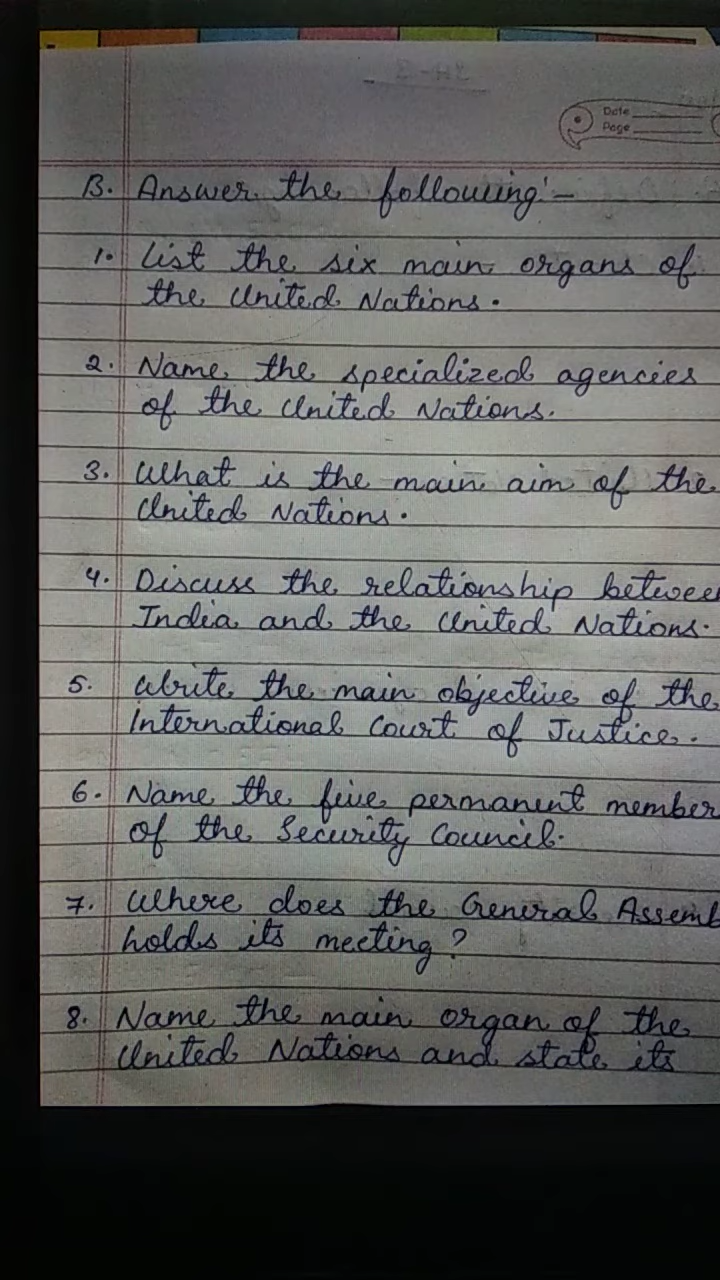 Date
Page
B. Answer the following :-
1. List the six main organs of
the United Nations.
2. Name the specialized agencies
of the United Nations.
3. What is the main aim of the
United Nations.
4. Discuss the relationship between
India and the United Nations.
5. Write the main objective of the
International Court of Justice.
6. Name the five permanent member
of the Security Council.
7. Where does the General Assemb
holds its meeting?
8. Name the main organ of the
United Nations and state its